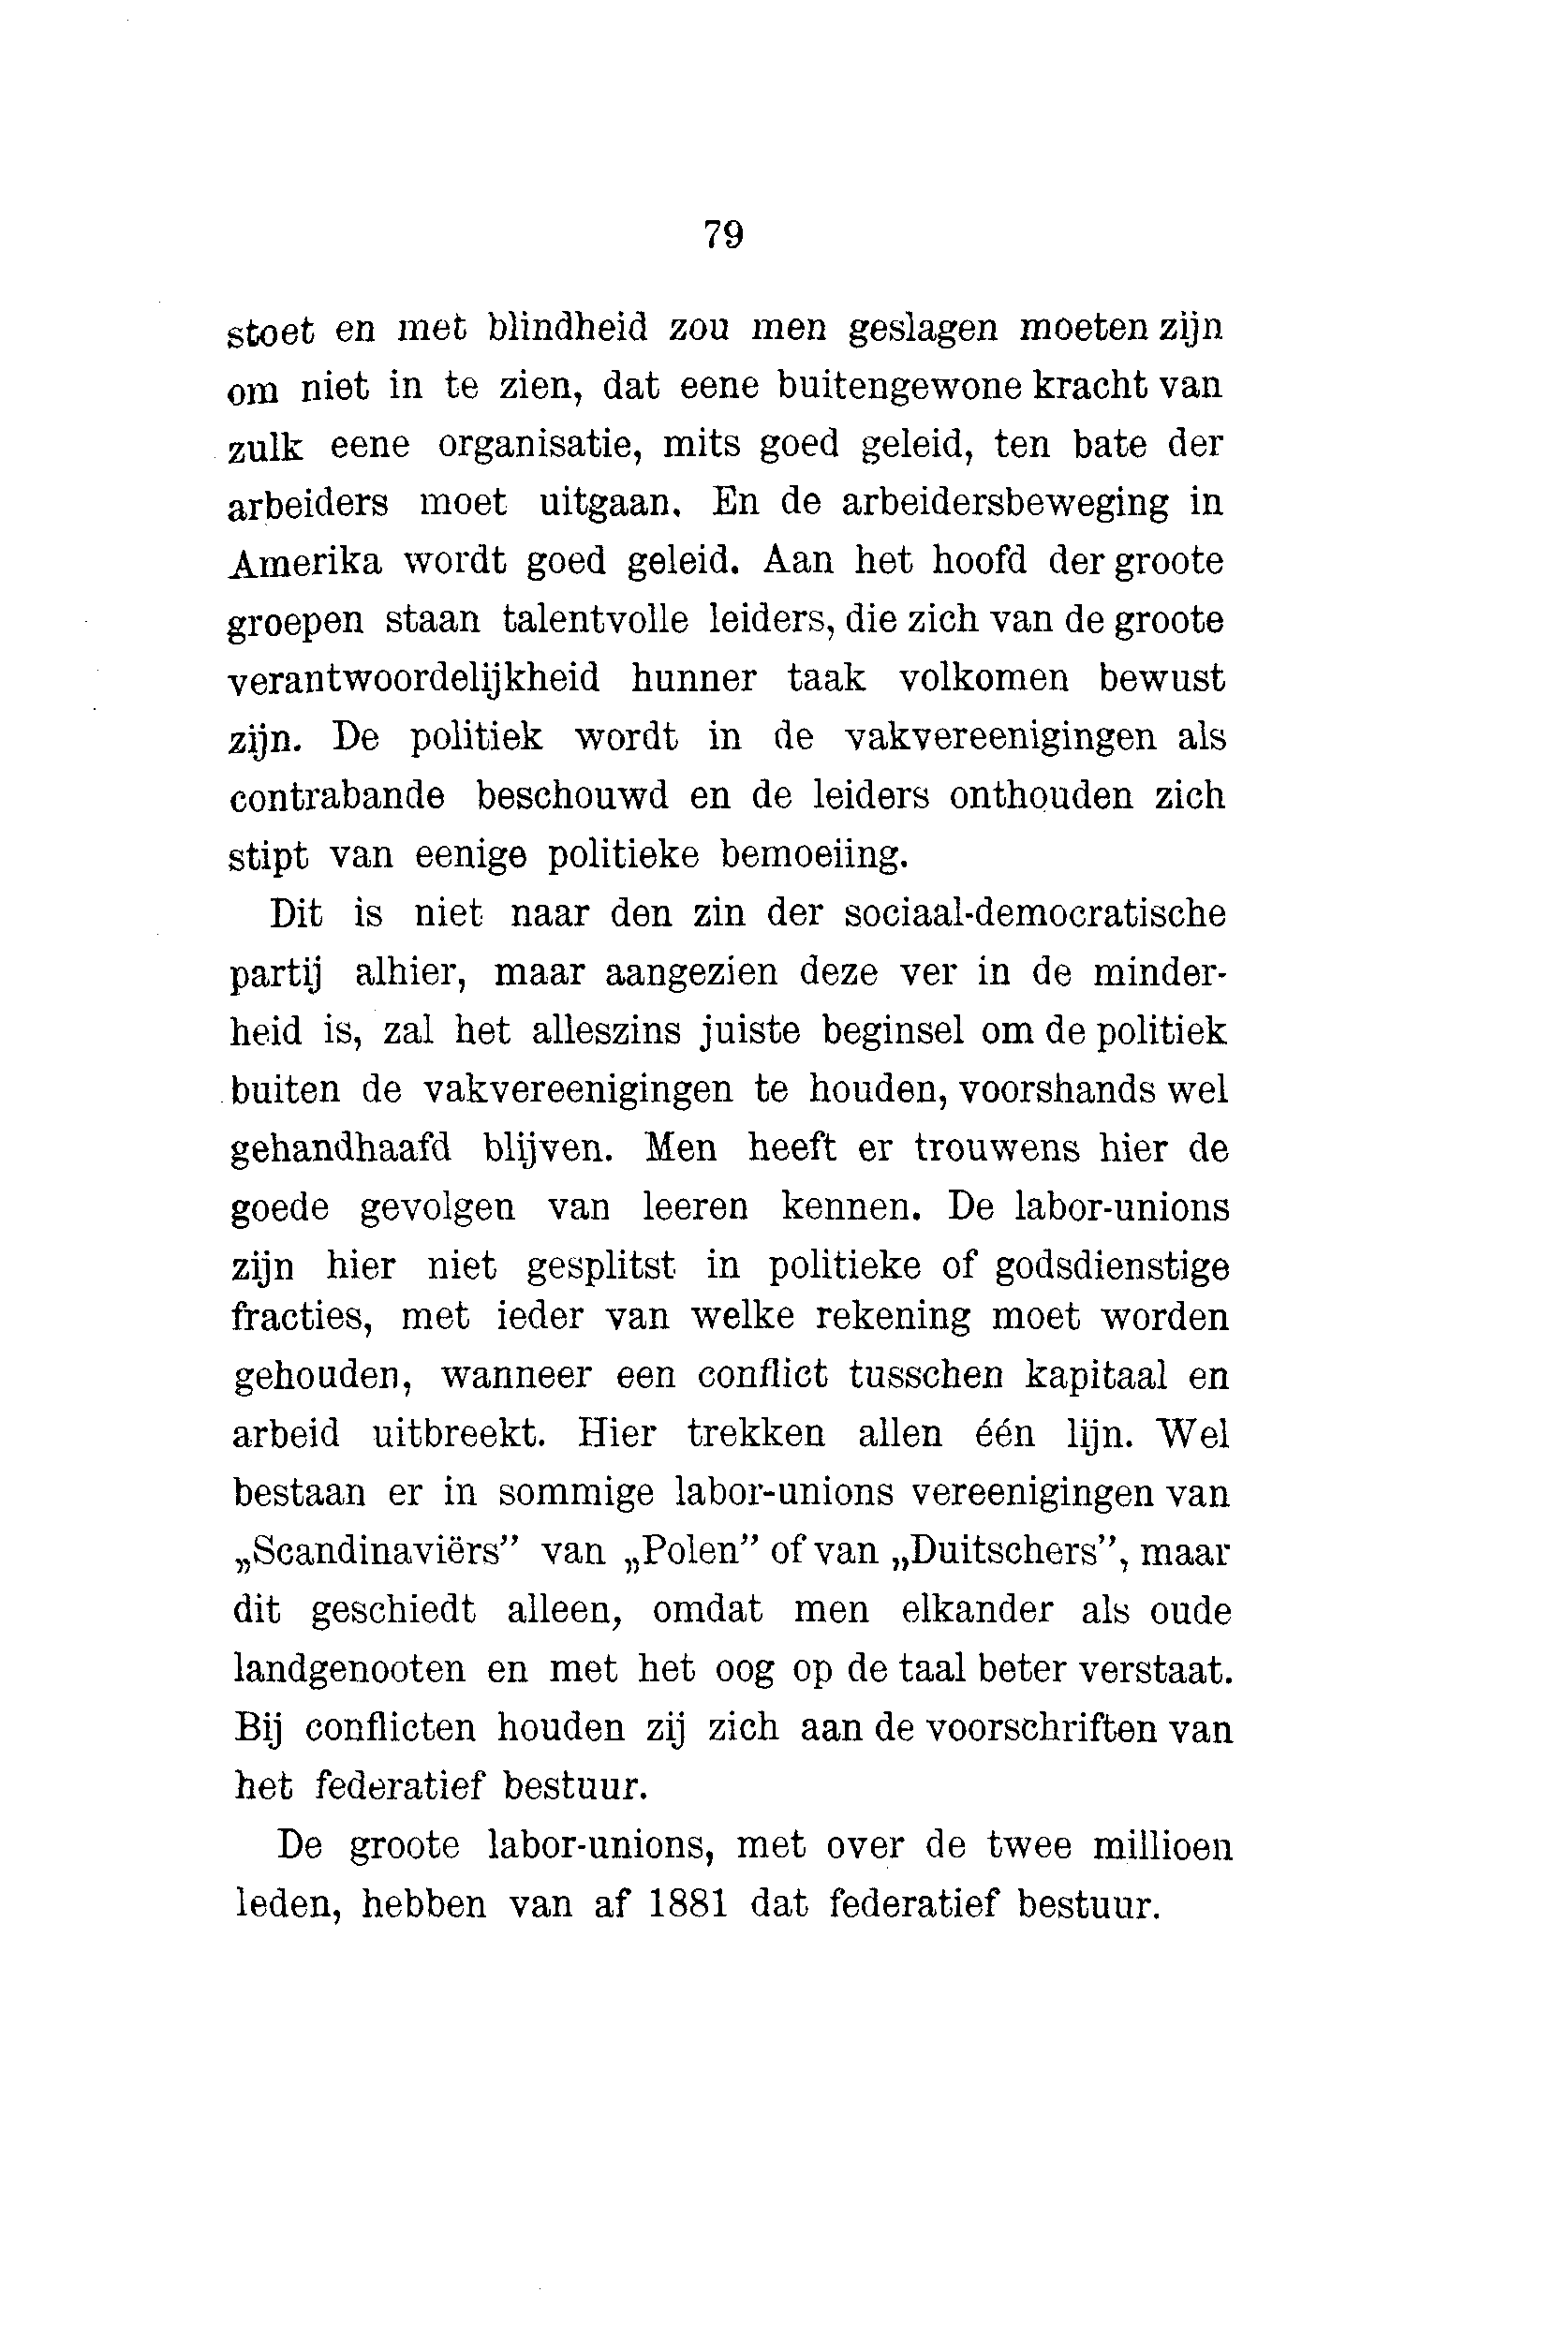 79
stoet en met blindheid zou men geslagen moeten zijn
om niet in te zien, dat eene buitengewone kracht van
zulk eene organisatie, mits goed geleid, ten bate der
arbeiders moet uitgaan. En de arbeidersbeweging in
Amerika wordt goed geleid. Aan het hoofd der groote
groepen staan talentvolle leiders, die zich van de groote
verantwoordelijkheid hunner taak volkomen bewust
zijn. De politiek wordt in de vakvereenigingen als
contrabande beschouwd en de leiders onthouden zich
stipt van eenige politieke bemoeiing.
Dit is niet naar den zin der sociaal-democratische
partij alhier, maar aangezien deze ver in de minder-
heid is, zal het alleszins juiste beginsel om de politiek
buiten de vakvereenigingen te houden, voorshands wel
gehandhaafd blijven. Men heeft er trouwens hier de
goede gevolgen van leeren kennen. De labor-unions
zijn hier niet gesplitst in politieke of godsdienstige
fracties, met ieder van welke rekening moet worden
gehouden, wanneer een conflict tusschen kapitaal en
arbeid uitbreekt. Hier trekken allen één lijn. Wel
bestaan er in sommige labor-unions vereenigingen van
„Scandinaviërs” van „Polen” of van „Duitschers”, maar
dit geschiedt alleen, omdat men elkander als oude
landgenooten en met het oog op de taal beter verstaat.
Bij conflicten houden zij zich aan de voorschriften van
het federatief bestuur.
De groote labor-unions, met over de twee millioen
leden, hebben van af 1881 dat federatief bestuur.